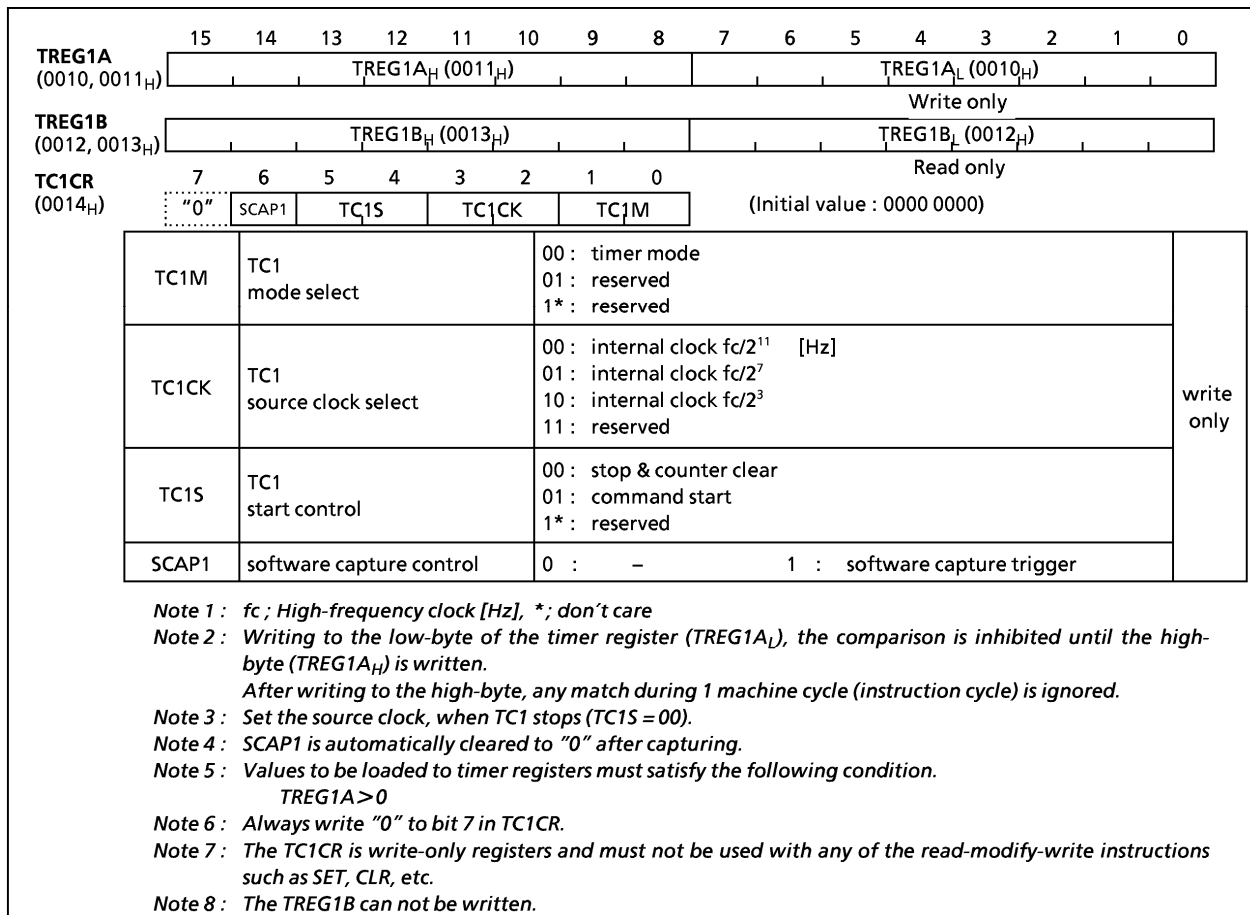 15 14 13 12 11 10 9 8 7 6 5 4 3 2 1 0
TREG1A
(0010, 0011H) TREG1AH (0011H) TREG1AL (0010H)
Write only
TREG1B
(0012, 0013H) TREG1BH (0013H) TREG1BL (0012H)
Read only
TC1CR 7 6 5 4 3 2 1 0
(0014H) "0" SCAP1 TC1S TC1CK TC1M (Initial value : 0000 0000)
TC1M TC1 mode select
00 : timer mode
01 : reserved
1* : reserved
TC1CK TC1 source clock select
00 : internal clock fc/2¹¹ [Hz]
01 : internal clock fc/2⁷
10 : internal clock fc/2³
11 : reserved
write only
TC1S TC1 start control
00 : stop & counter clear
01 : command start
1* : reserved
SCAP1 software capture control 0 : – 1 : software capture trigger
Note 1 : fc ; High-frequency clock [Hz], * ; don´t care
Note 2 : Writing to the low-byte of the timer register (TREG1AL), the comparison is inhibited until the high-
byte (TREG1AH) is written.
After writing to the high-byte, any match during 1 machine cycle (instruction cycle) is ignored.
Note 3 : Set the source clock, when TC1 stops (TC1S = 00).
Note 4 : SCAP1 is automatically cleared to "0" after capturing.
Note 5 : Values to be loaded to timer registers must satisfy the following condition.
TREG1A > 0
Note 6 : Always write "0" to bit 7 in TC1CR.
Note 7 : The TC1CR is write-only registers and must not be used with any of the read-modify-write instructions
such as SET, CLR, etc.
Note 8 : The TREG1B can not be written.